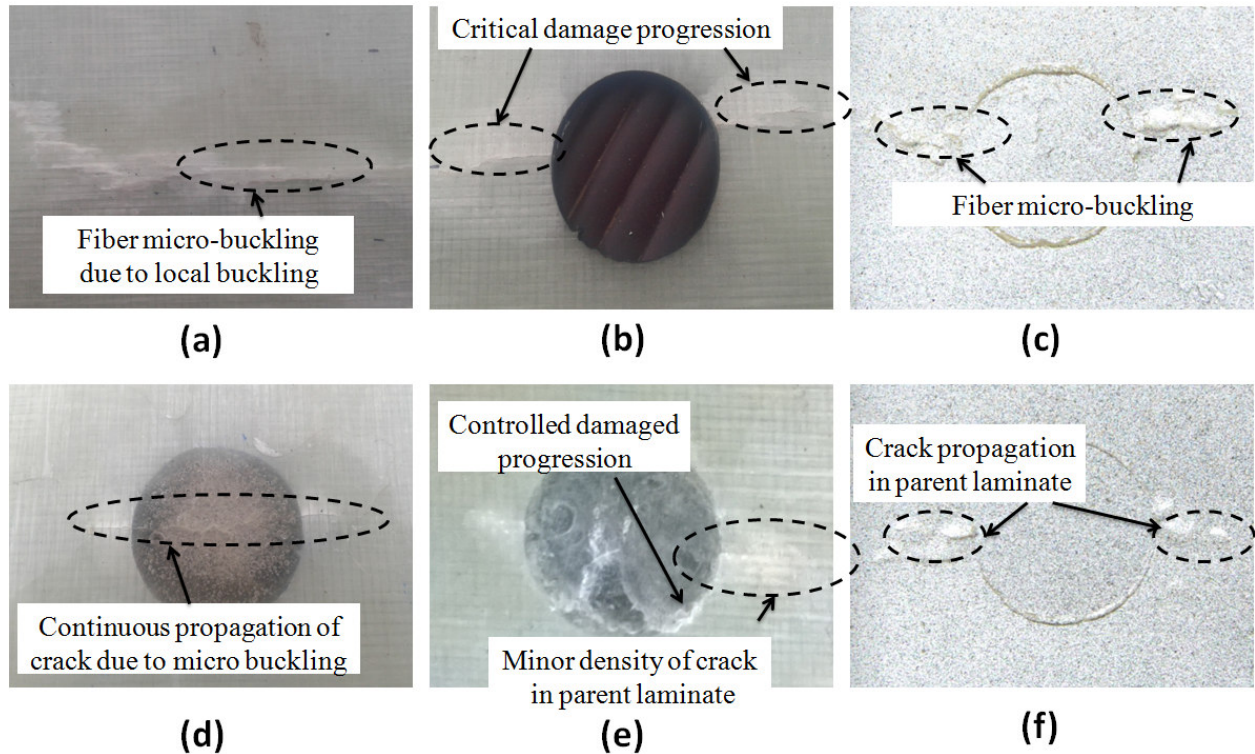 Critical damage progression
Fiber micro-buckling
due to local buckling
Fiber micro-buckling
(a)
(b)
(c)
Controlled damaged
progression
Crack propagation
in parent laminate
Continuous propagation of
crack due to micro buckling
Minor density of crack
in parent laminate
(d)
(e)
(f)